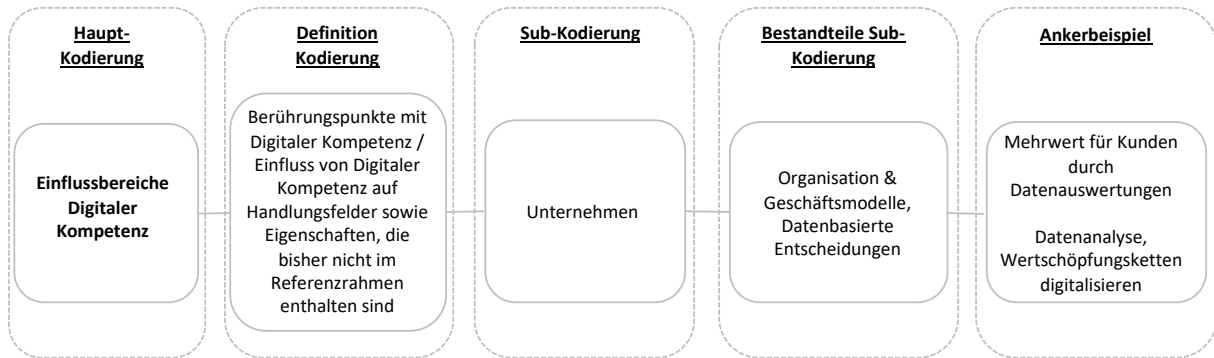 Haupt-
Kodierung
Einflussbereiche
Digitaler
Kompetenz
Definition
Kodierung
Berührungspunkte mit
Digitaler Kompetenz /
Einfluss von Digitaler
Kompetenz auf
Handlungsfelder sowie
Eigenschaften, die
bisher nicht im
Referenzrahmen
enthalten sind
Sub-Kodierung
Unternehmen
Bestandteile Sub-
Kodierung
Organisation &
Geschäftsmodelle,
Datenbasierte
Entscheidungen
Ankerbeispiel
Mehrwert für Kunden
durch
Datenauswertungen
Datenanalyse,
Wertschöpfungsketten
digitalisieren